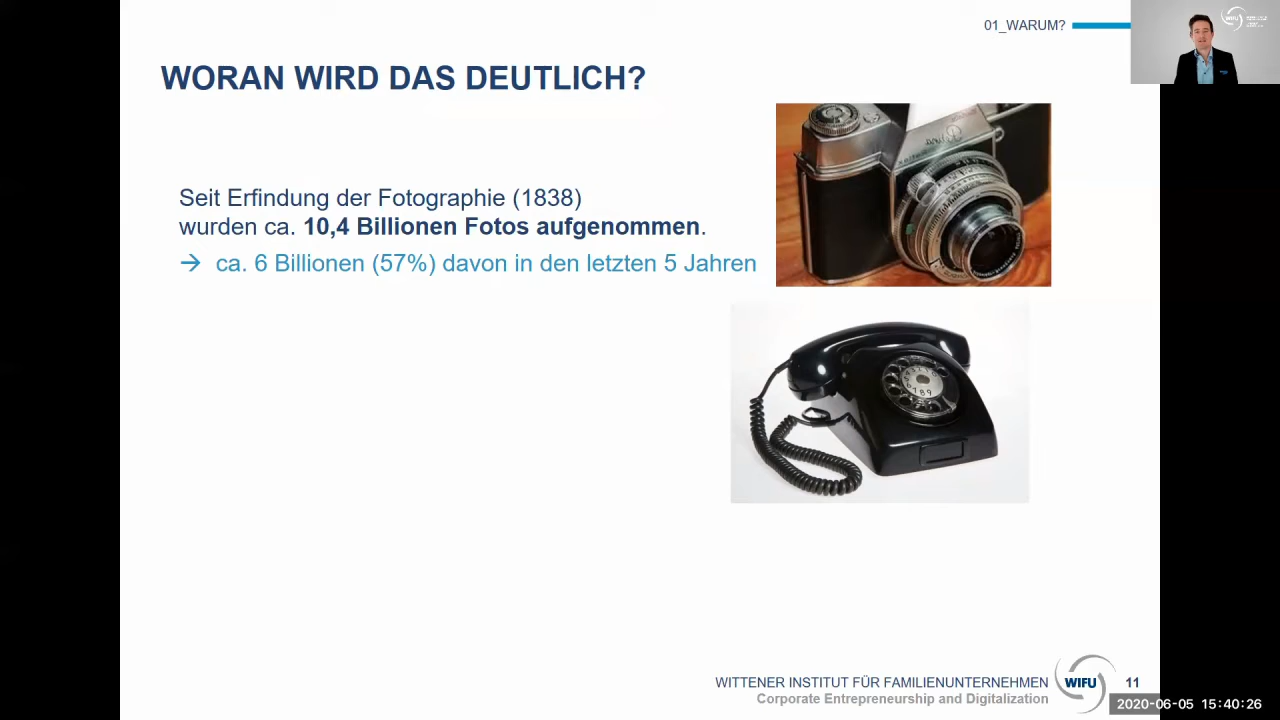 01_WARUM?
WIFU
WORAN WIRD DAS DEUTLICH?
Seit Erfindung der Fotographie (1838)
wurden ca. 10,4 Billionen Fotos aufgenommen.
→ ca. 6 Billionen (57%) davon in den letzten 5 Jahren
WITTENER INSTITUT FÜR FAMILIENUNTERNEHMEN
Corporate Entrepreneurship and Digitalization
WIFU
11
2020-06-05 15:40:26